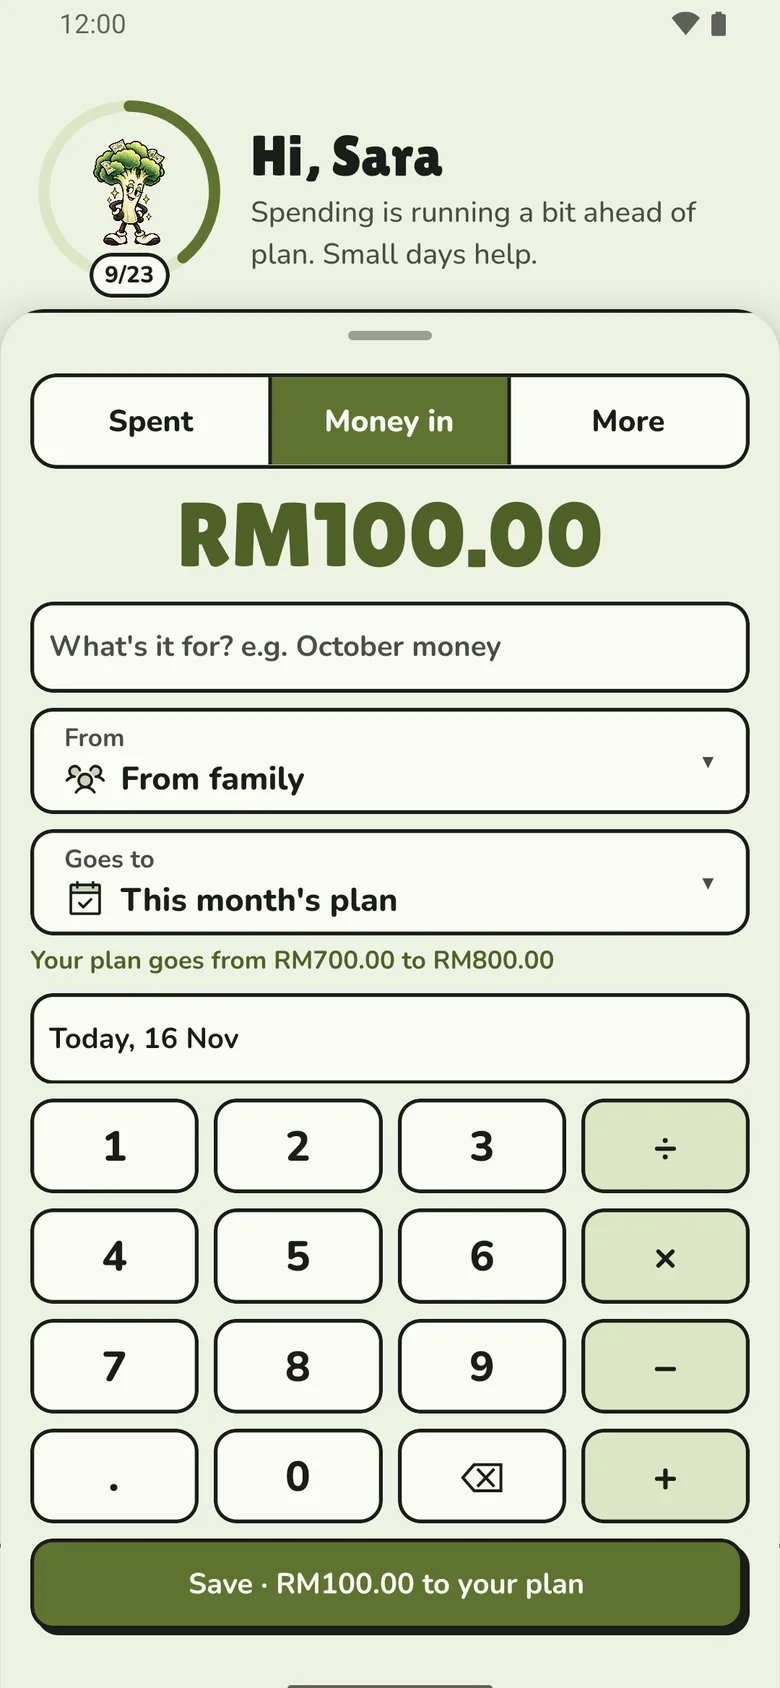 12:00
Hi, Sara
Spending is running a bit ahead of
plan. Small days help.
9/23
Spent
Money in
More
RM100.00
What's it for? e.g. October money
From
From family
▼
Goes to
This month's plan
▼
Your plan goes from RM700.00 to RM800.00
Today, 16 Nov
1 2 3 ÷
4 5 6 ×
7 8 9 −
. 0 +
Save · RM100.00 to your plan